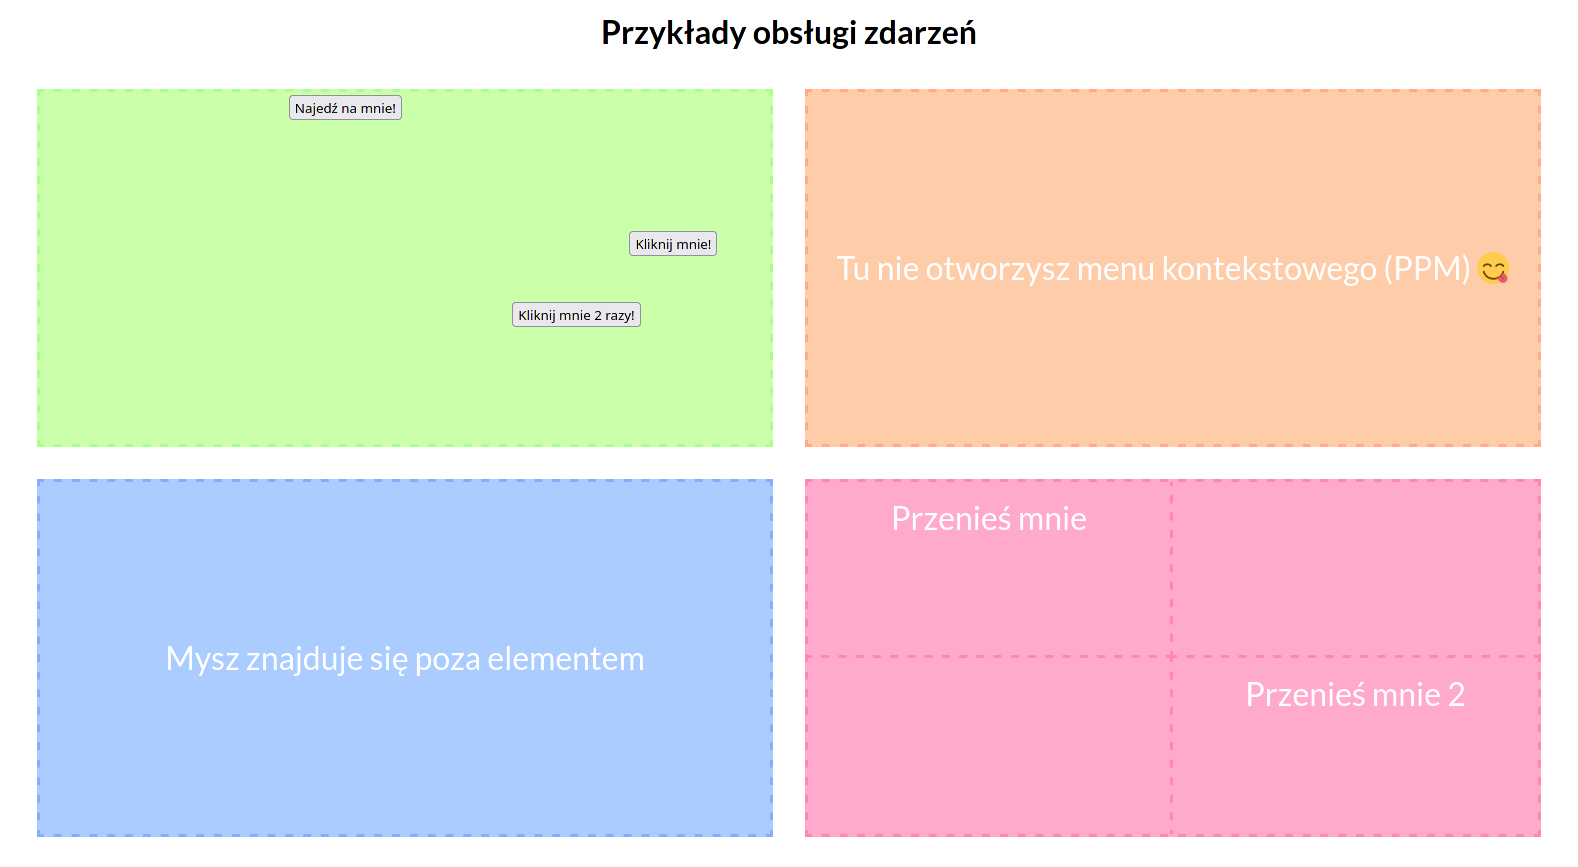 Przykłady obsługi zdarzeń
Najedź na mnie!
Kliknij mnie!
Kliknij mnie 2 razy!
Tu nie otworzysz menu kontekstowego (PPM) 😋
Mysz znajduje się poza elementem
Przenieś mnie
Przenieś mnie 2